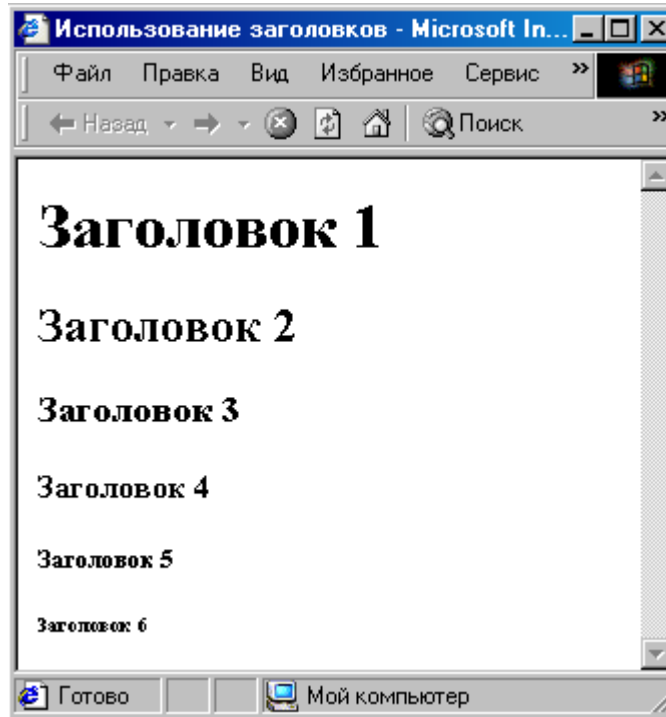 Использование заголовков - Microsoft In...
Файл Правка Вид Избранное Сервис »
Назад Поиск »
Заголовок 1
Заголовок 2
Заголовок 3
Заголовок 4
Заголовок 5
Заголовок 6
Готово Мой компьютер